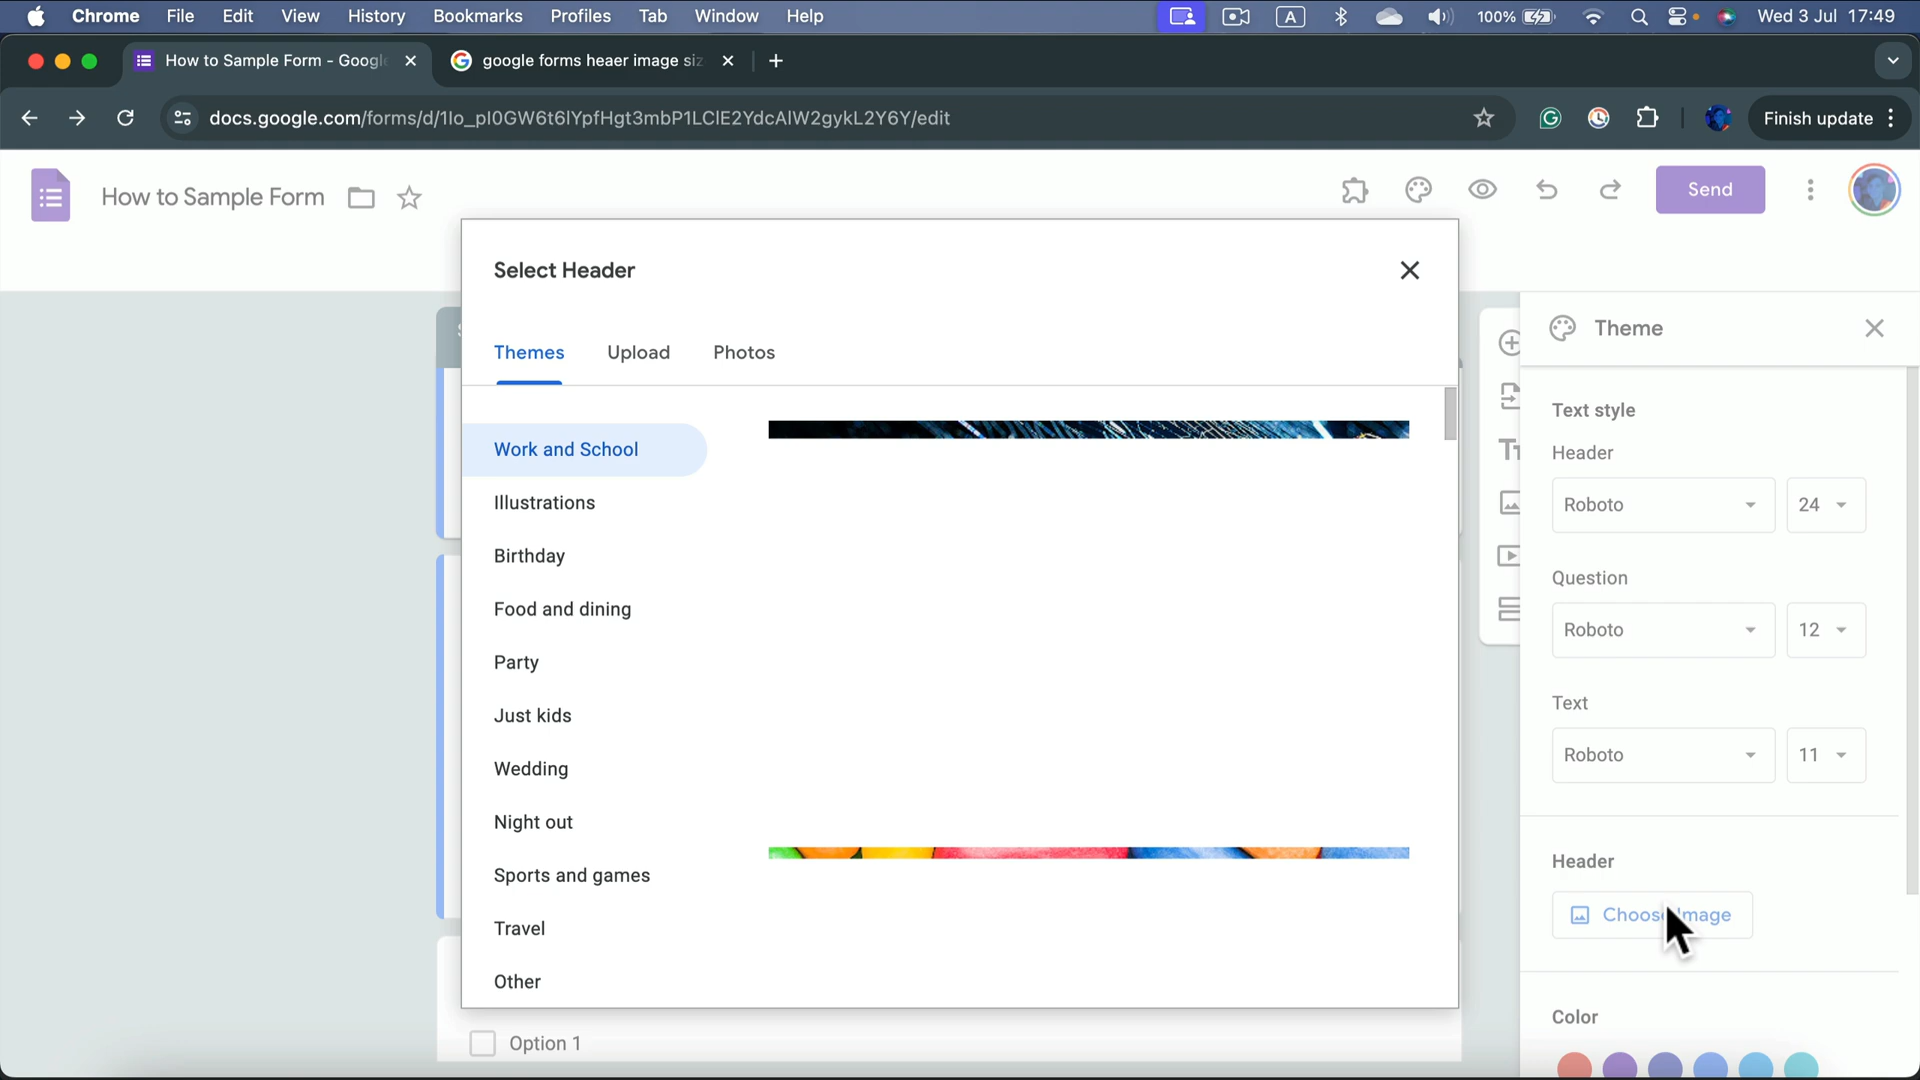 Chrome File Edit View History Bookmarks Profiles Tab Window Help A 100% Wed 3 Jul 17:49
How to Sample Form - Googl google forms heaer image siz
docs.google.com/forms/d/1Io_pI0GW6t6IYpfHgt3mbP1LCIE2YdcAIW2gykL2Y6Y/edit Finish update
How to Sample Form Send
Select Header
Theme
Themes Upload Photos
Text style
Work and School
Header
Illustrations
Roboto 24
Birthday
Question
Food and dining
Roboto 12
Party
Text
Just kids
Roboto 11
Wedding
Night out
Header
Sports and games
Choose Image
Travel
Other
Color
Option 1